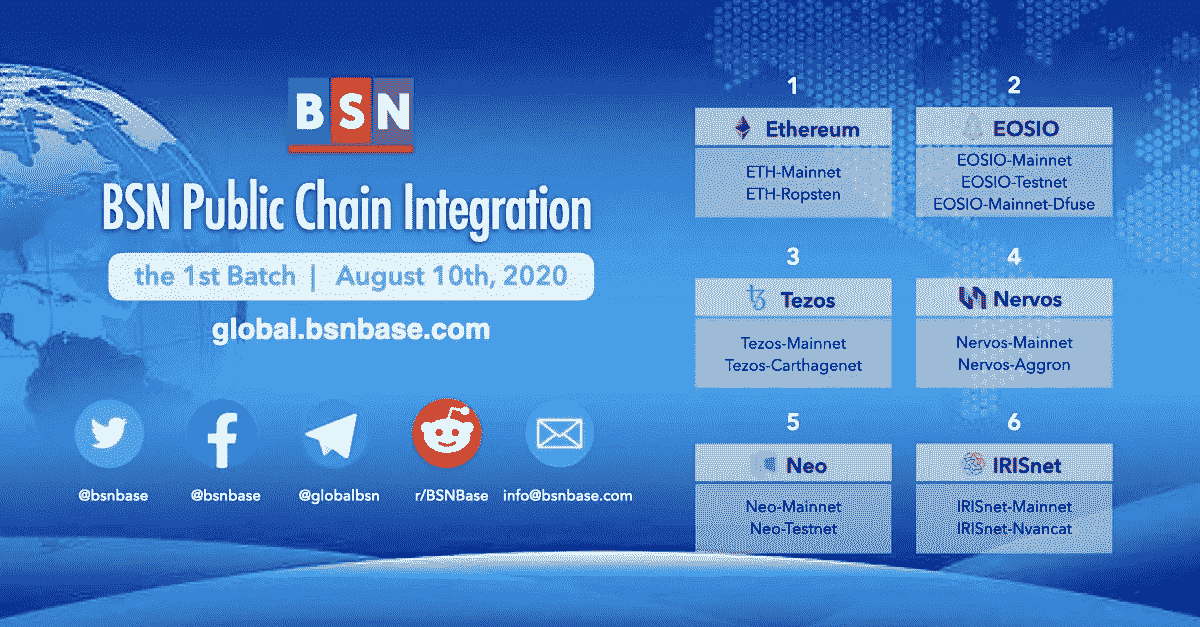 BSN
BSN Public Chain Integration
the 1st Batch | August 10th, 2020
global.bsnbase.com
@bsnbase
@bsnbase
@globalbsn
r/BSNBase
info@bsnbase.com
1
Ethereum
ETH-Mainnet
ETH-Ropsten
2
EOSIO
EOSIO-Mainnet
EOSIO-Testnet
EOSIO-Mainnet-Dfuse
3
Tezos
Tezos-Mainnet
Tezos-Carthagenet
4
Nervos
Nervos-Mainnet
Nervos-Aggron
5
Neo
Neo-Mainnet
Neo-Testnet
6
IRISnet
IRISnet-Mainnet
IRISnet-Nyancat